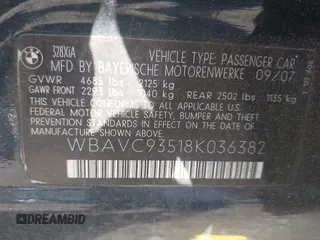 328XiA
VEHICLE TYPE: PASSENGER CAR
MFD BY BAYERISCHE MOTORENWERKE 09/07
GVWR 4685 lbs 2125 kg
GAWR FRONT 2293 lbs 1040 kg REAR 2502 lbs 1135 kg
THIS VEHICLE CONFORMS TO ALL APPLICABLE
FEDERAL MOTOR VEHICLE SAFETY, BUMPER, AND
THEFT PREVENTION STANDARDS IN EFFECT ON THE
DATE OF MANUFACTURE SHOWN ABOVE.
WBAVC93518K036382
DREAMBID